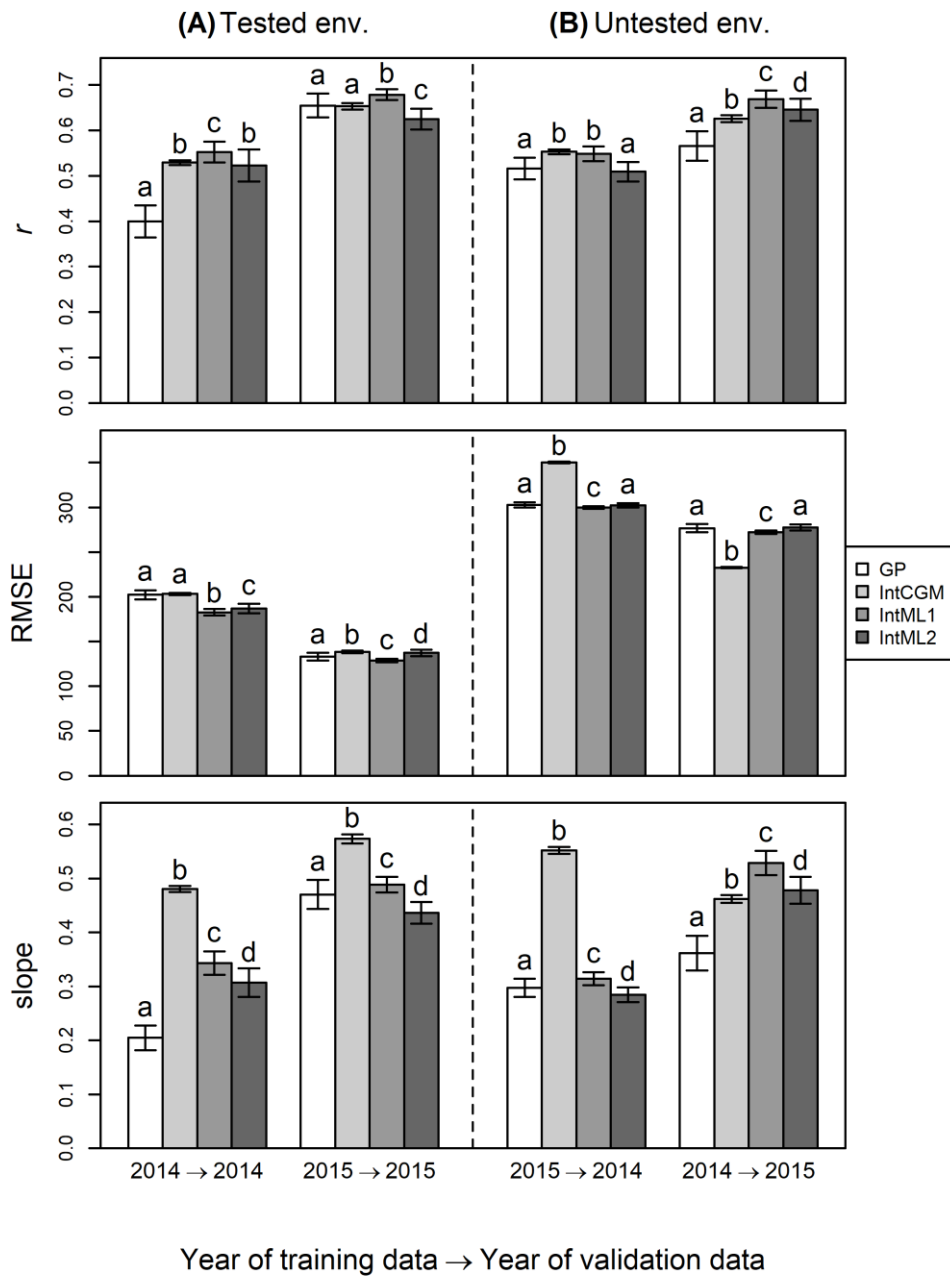 (A) Tested env.
(B) Untested env.
r
0.0 0.1 0.2 0.3 0.4 0.5 0.6 0.7
a b c b
a a b c
a b b a
a b c d
RMSE
0 50 100 200 300
a a b c
a b c d
a b c a
a b c a
GP
IntCGM
IntML1
IntML2
slope
0.0 0.1 0.2 0.3 0.4 0.5 0.6
a b c d
a b c d
a b c d
a b c d
2014 → 2014
2015 → 2015
2015 → 2014
2014 → 2015
Year of training data → Year of validation data